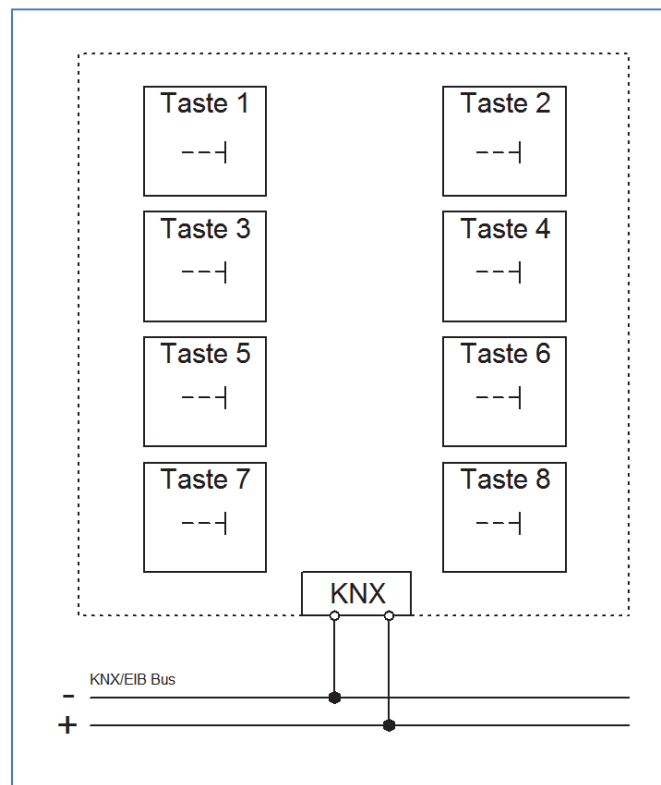 Taste 1
Taste 2
Taste 3
Taste 4
Taste 5
Taste 6
Taste 7
Taste 8
KNX
KNX/EIB Bus
-
+